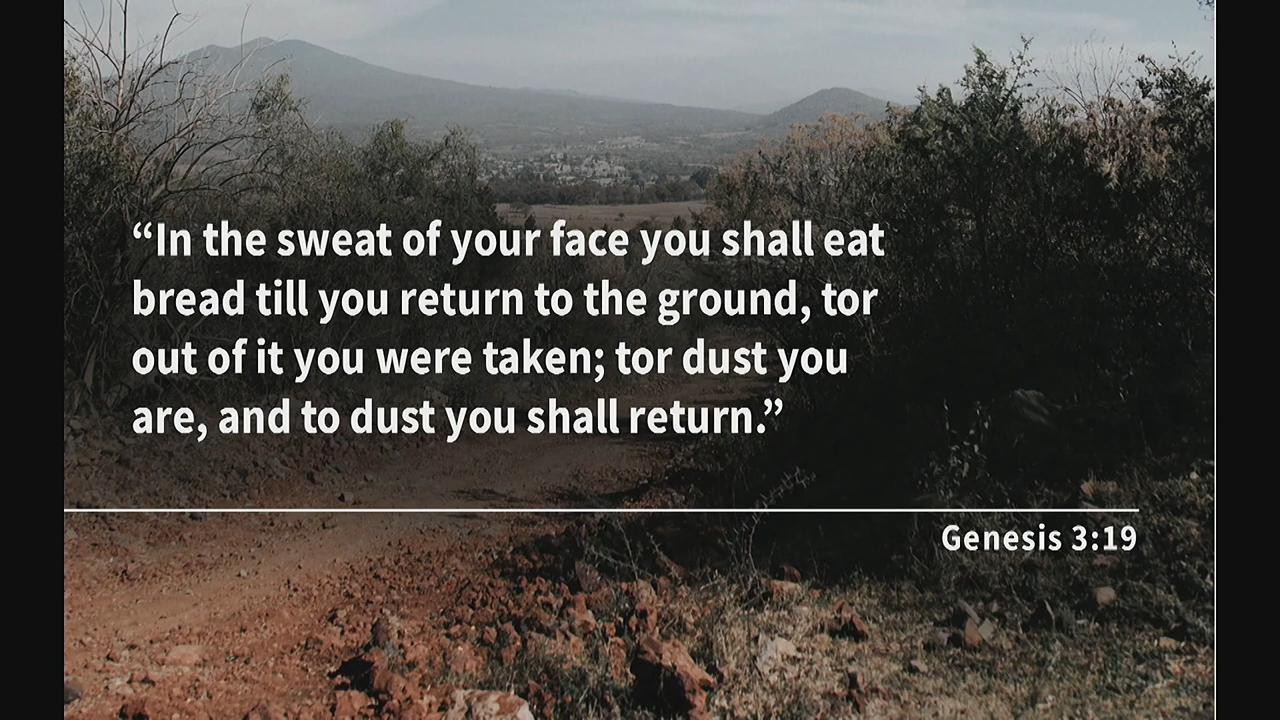 “In the sweat of your face you shall eat
bread till you return to the ground, tor
out of it you were taken; tor dust you
are, and to dust you shall return.”
Genesis 3:19